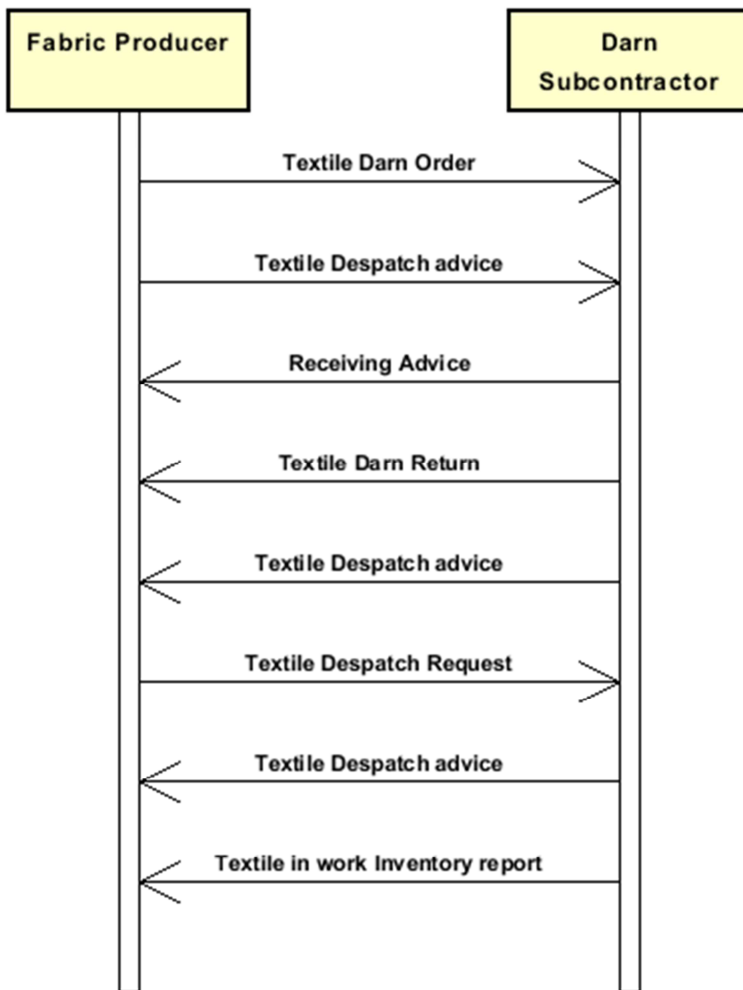 Fabric Producer
Darn
Subcontractor
Textile Darn Order
Textile Despatch advice
Receiving Advice
Textile Darn Return
Textile Despatch advice
Textile Despatch Request
Textile Despatch advice
Textile in work Inventory report